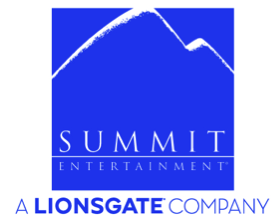 SUMMIT
ENTERTAINMENT
A LIONSGATE COMPANY